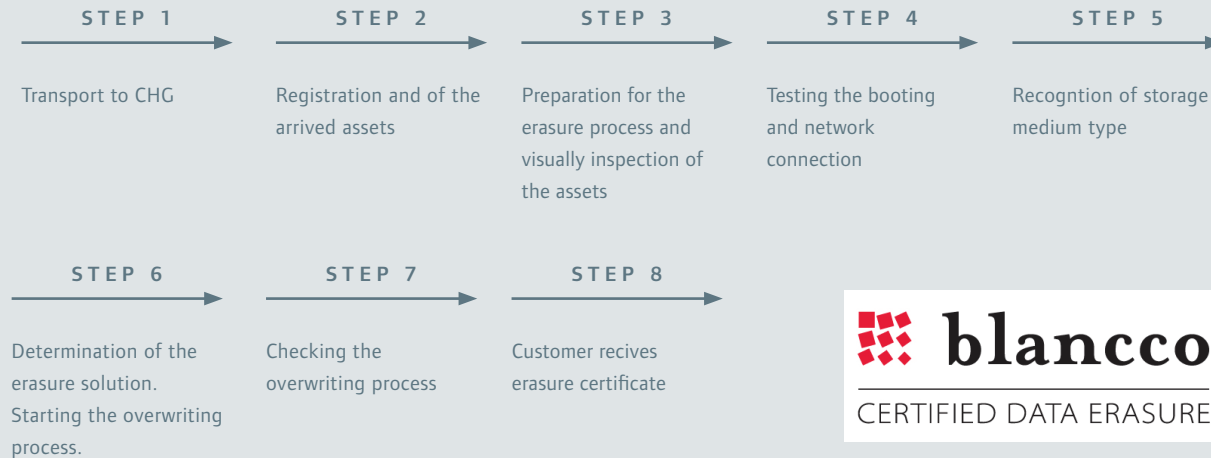 STEP 1
Transport to CHG
STEP 2
Registration and of the
arrived assets
STEP 3
Preparation for the
erasure process and
visually inspection of
the assets
STEP 4
Testing the booting
and network
connection
STEP 5
Recogntion of storage
medium type
STEP 6
Determination of the
erasure solution.
Starting the overwriting
process.
STEP 7
Checking the
overwriting process
STEP 8
Customer recives
erasure certificate
blancco
CERTIFIED DATA ERASURE